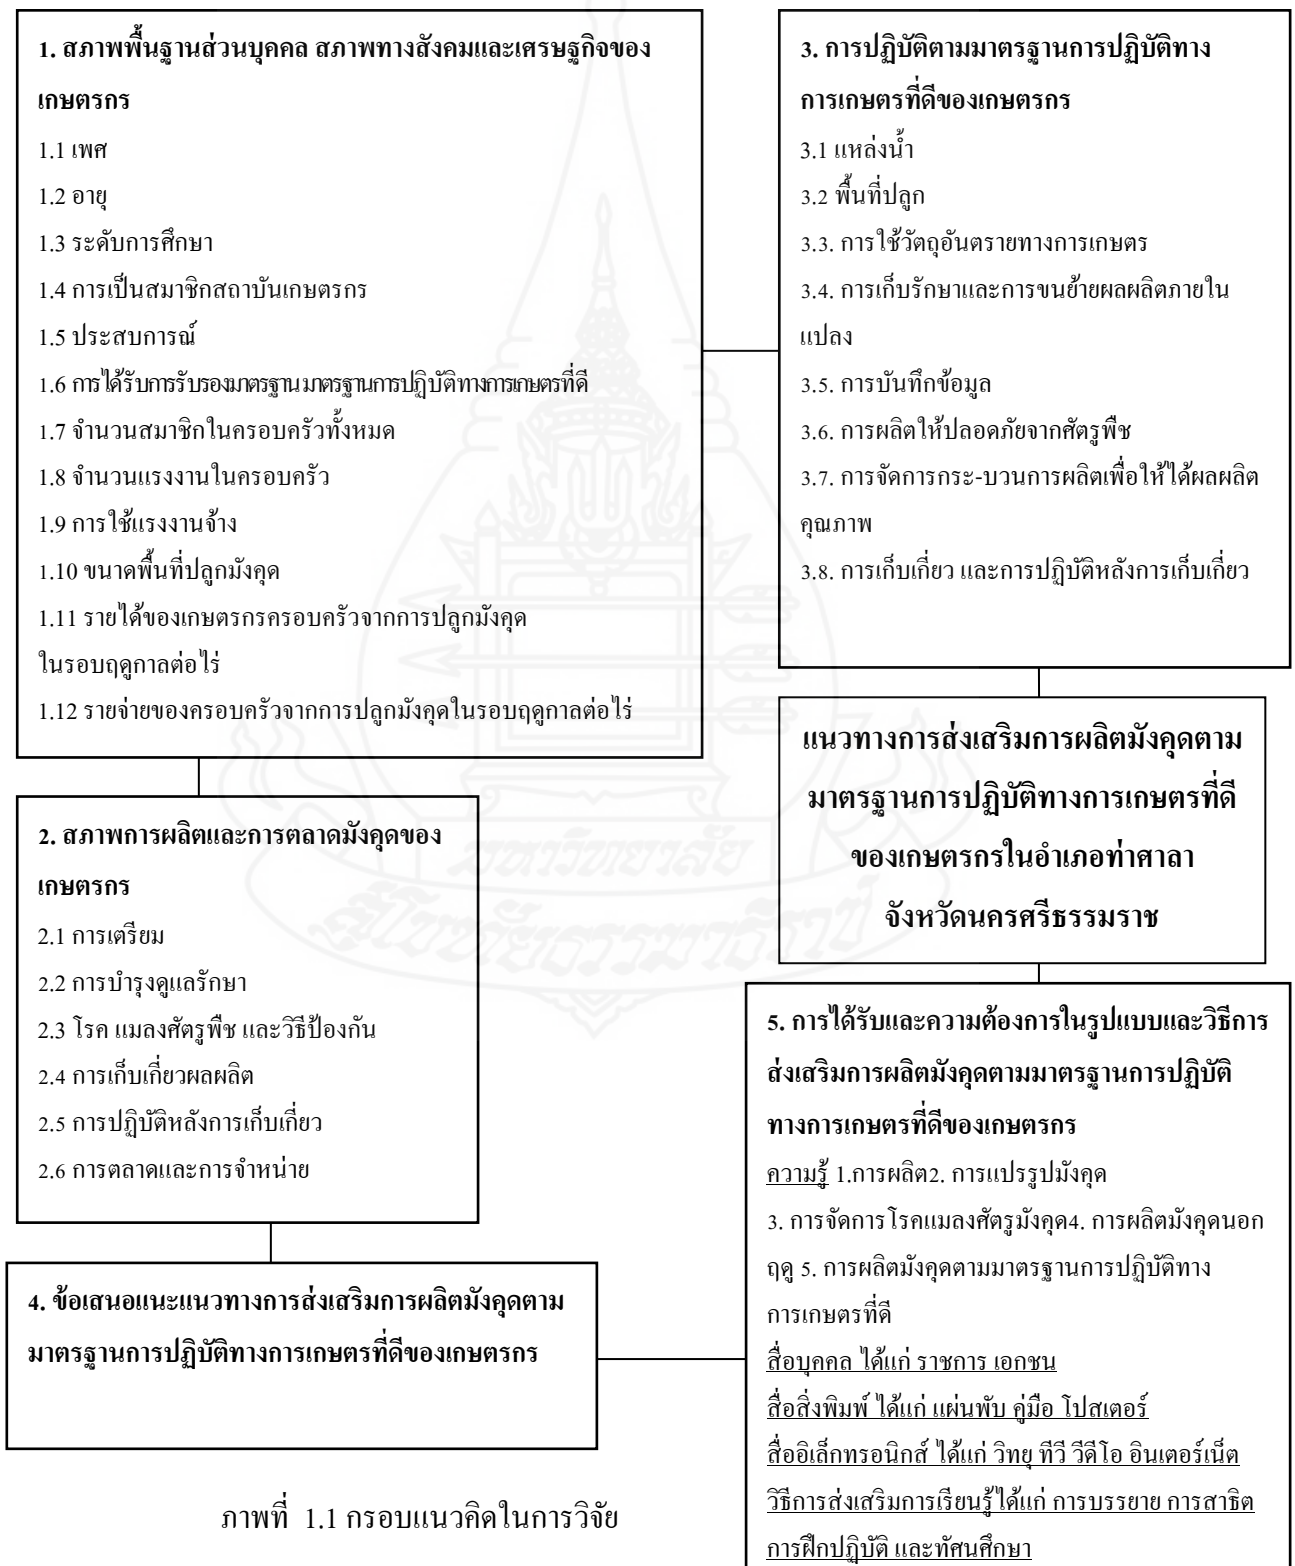 1. สภาพพื้นฐานส่วนบุคคล สภาพทางสังคมและเศรษฐกิจของ
เกษตรกร
1.1 เพศ
1.2 อายุ
1.3 ระดับการศึกษา
1.4 การเป็นสมาชิกสถาบันเกษตรกร
1.5 ประสบการณ์
1.6 การได้รับการรับรองมาตรฐาน มาตรฐานการปฏิบัติทางการเกษตรที่ดี
1.7 จำนวนสมาชิกในครอบครัวทั้งหมด
1.8 จำนวนแรงงานในครอบครัว
1.9 การใช้แรงงานจ้าง
1.10 ขนาดพื้นที่ปลูกมังคุด
1.11 รายได้ของเกษตรกรครอบครัวจากการปลูกมังคุด
ในรอบฤดูกาลต่อไร่
1.12 รายจ่ายของครอบครัวจากการปลูกมังคุดในรอบฤดูกาลต่อไร่
3. การปฏิบัติตามมาตรฐานการปฏิบัติทาง
การเกษตรที่ดีของเกษตรกร
3.1 แหล่งน้ำ
3.2 พื้นที่ปลูก
3.3. การใช้วัตถุอันตรายทางการเกษตร
3.4. การเก็บรักษาและการขนย้ายผลผลิตภายใน
แปลง
3.5. การบันทึกข้อมูล
3.6. การผลิตให้ปลอดภัยจากศัตรูพืช
3.7. การจัดการกระ-บวนการผลิตเพื่อให้ได้ผลผลิต
คุณภาพ
3.8. การเก็บเกี่ยว และการปฏิบัติหลังการเก็บเกี่ยว
แนวทางการส่งเสริมการผลิตมังคุดตาม
มาตรฐานการปฏิบัติทางการเกษตรที่ดี
ของเกษตรกรในอำเภอท่าศาลา
จังหวัดนครศรีธรรมราช
2. สภาพการผลิตและการตลาดมังคุดของ
เกษตรกร
2.1 การเตรียม
2.2 การบำรุงดูแลรักษา
2.3 โรค แมลงศัตรูพืช และวิธีป้องกัน
2.4 การเก็บเกี่ยวผลผลิต
2.5 การปฏิบัติหลังการเก็บเกี่ยว
2.6 การตลาดและการจำหน่าย
มหาวิทยาลัย
สุโขทัยธรรมาธิราช
4. ข้อเสนอแนะแนวทางการส่งเสริมการผลิตมังคุดตาม
มาตรฐานการปฏิบัติทางการเกษตรที่ดีของเกษตรกร
5. การได้รับและความต้องการในรูปแบบและวิธีการ
ส่งเสริมการผลิตมังคุดตามมาตรฐานการปฏิบัติ
ทางการเกษตรที่ดีของเกษตรกร
ความรู้ 1.การผลิต2. การแปรรูปมังคุด
3. การจัดการโรคแมลงศัตรูมังคุด4. การผลิตมังคุดนอก
ฤดู 5. การผลิตมังคุดตามมาตรฐานการปฏิบัติทาง
การเกษตรที่ดี
สื่อบุคคล ได้แก่ ราชการ เอกชน
สื่อสิ่งพิมพ์ ได้แก่ แผ่นพับ คู่มือ โปสเตอร์
สื่ออิเล็กทรอนิกส์ ได้แก่ วิทยุ ทีวี วีดีโอ อินเตอร์เน็ต
วิธีการส่งเสริมการเรียนรู้ได้แก่ การบรรยาย การสาธิต
การฝึกปฏิบัติ และทัศนศึกษา
ภาพที่ 1.1 กรอบแนวคิดในการวิจัย